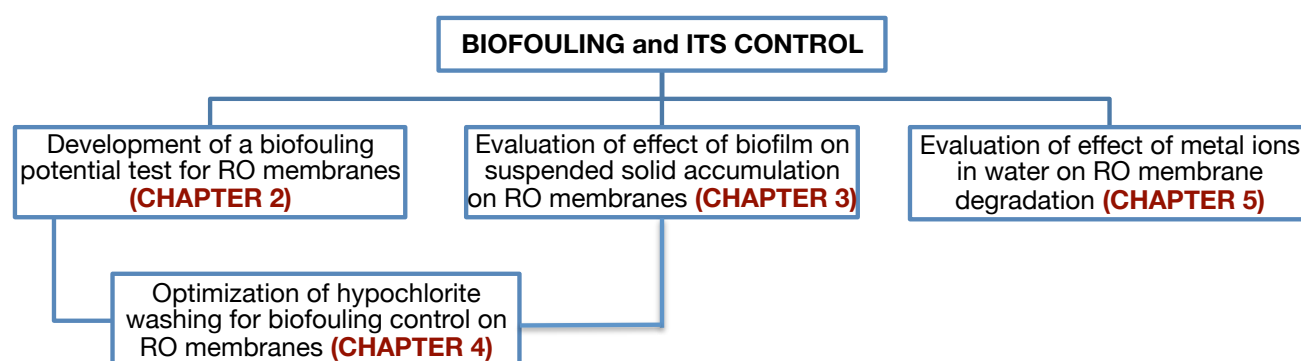 BIOFOULING and ITS CONTROL
Development of a biofouling
potential test for RO membranes
(CHAPTER 2)
Evaluation of effect of biofilm on
suspended solid accumulation
on RO membranes (CHAPTER 3)
Evaluation of effect of metal ions
in water on RO membrane
degradation (CHAPTER 5)
Optimization of hypochlorite
washing for biofouling control on
RO membranes (CHAPTER 4)